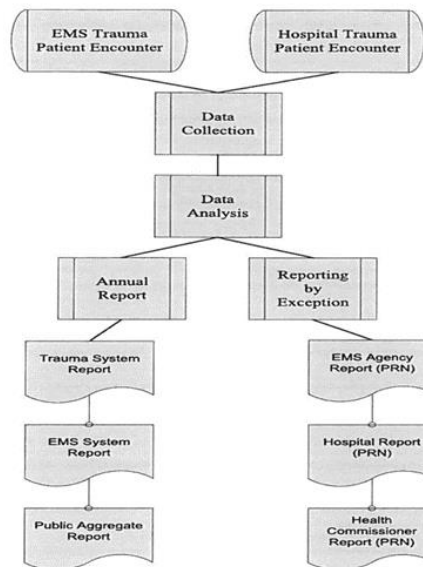 EMS Trauma
Patient Encounter
Hospital Trauma
Patient Encounter
Data
Collection
Data
Analysis
Annual
Report
Reporting
by
Exception
Trauma System
Report
EMS Agency
Report (PRN)
EMS System
Report
Hospital Report
(PRN)
Public Aggregate
Report
Health
Commissioner
Report (PRN)